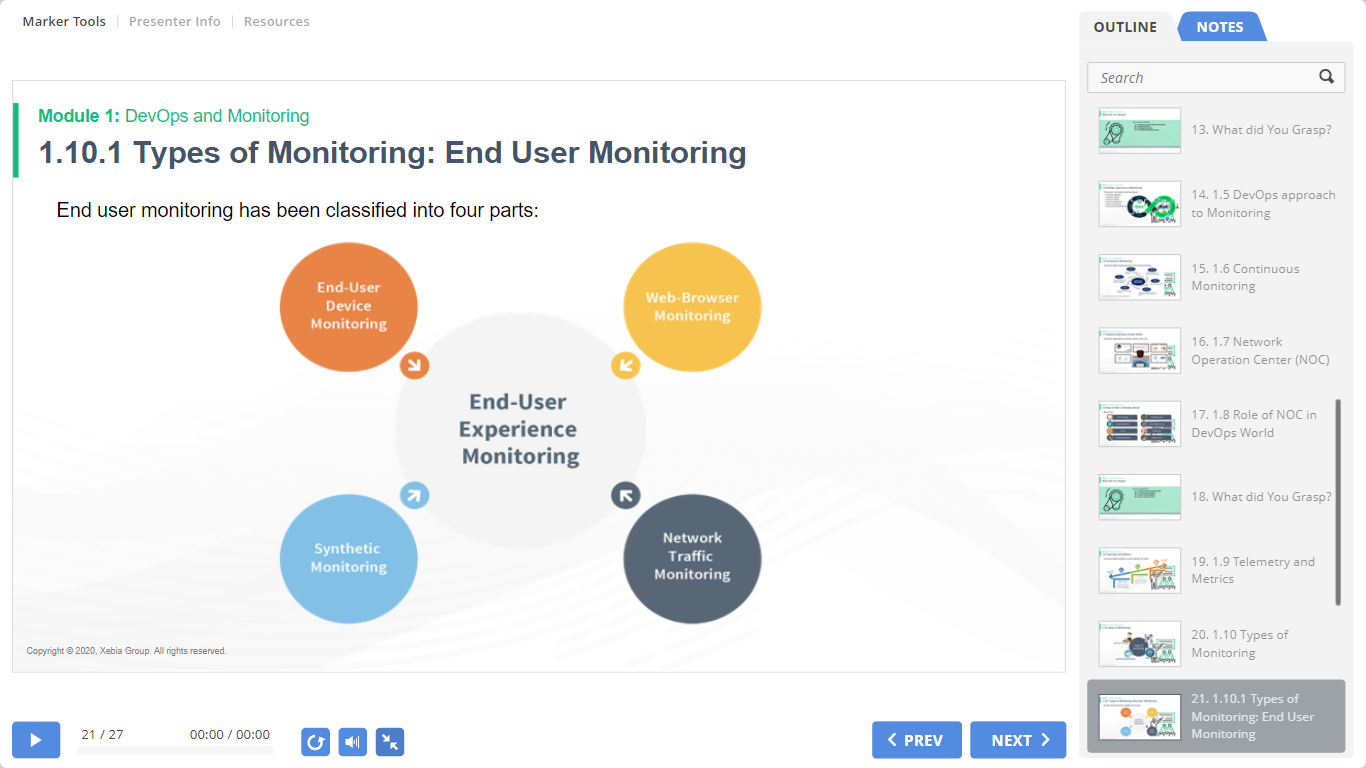 Marker Tools
Presenter Info
Resources
OUTLINE
NOTES
Search
Module 1: DevOps and Monitoring
1.10.1 Types of Monitoring: End User Monitoring
End user monitoring has been classified into four parts:
End-User
Device
Monitoring
Web-Browser
Monitoring
End-User
Experience
Monitoring
Synthetic
Monitoring
Network
Traffic
Monitoring
Copyright © 2020, Xebia Group. All rights reserved.
13. What did You Grasp?
14. 1.5 DevOps approach
to Monitoring
15. 1.6 Continuous
Monitoring
16. 1.7 Network
Operation Center (NOC)
17. 1.8 Role of NOC in
DevOps World
18. What did You Grasp?
19. 1.9 Telemetry and
Metrics
20. 1.10 Types of
Monitoring
21. 1.10.1 Types of
Monitoring: End User
Monitoring
21 / 27
00:00 / 00:00
PREV
NEXT